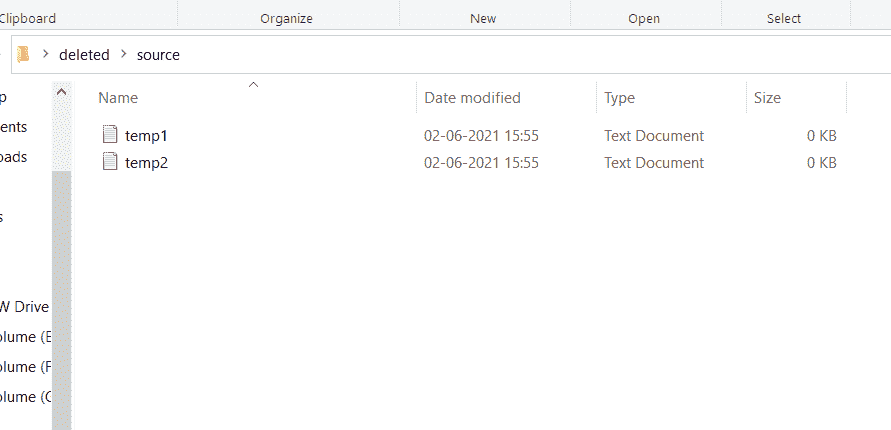 Clipboard Organize New Open Select
deleted source
Name Date modified Type Size
temp1 02-06-2021 15:55 Text Document 0 KB
temp2 02-06-2021 15:55 Text Document 0 KB
p
ents
oads
s
W Drive
olume (E
olume (F
olume (